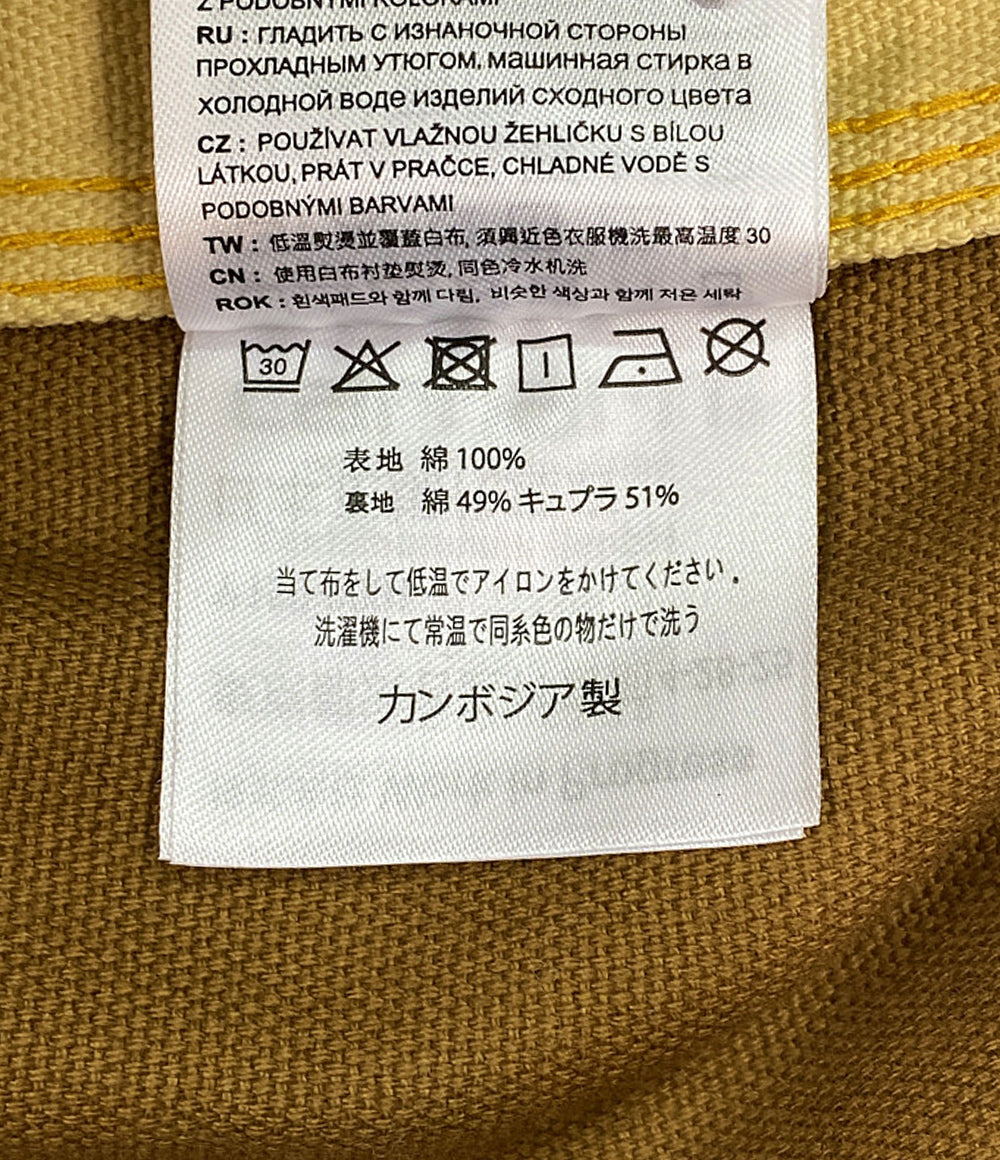 Z PODOBNYMI KOLORAMI
RU : ГЛАДИТЬ С ИЗНАНОЧНОЙ СТОРОНЫ
ПРОХЛАДНЫМ УТЮГОМ, МАШИННАЯ СТИРКА В
ХОЛОДНОЙ ВОДЕ ИЗДЕЛИЙ СХОДНОГО ЦВЕТА
CZ : POUŽÍVAT VLAŽNOU ŽEHLIČKU S BÍLOU
LÁTKOU, PRÁT V PRAČCE, CHLADNÉ VODĚ S
PODOBNÝMI BARVAMI
TW : 低溫熨燙並覆蓋白布, 須與近色衣服機洗最高溫度 30
CN : 使用白布衬垫熨烫, 同色冷水机洗
ROK : 흰색패드와 함께 다림, 비슷한 색상과 함께 저온 세탁
30
表地 綿 100%
裏地 綿 49% キュプラ 51%
当て布をして低温でアイロンをかけてください.
洗濯機にて常温で同系色の物だけで洗う
カンボジア製